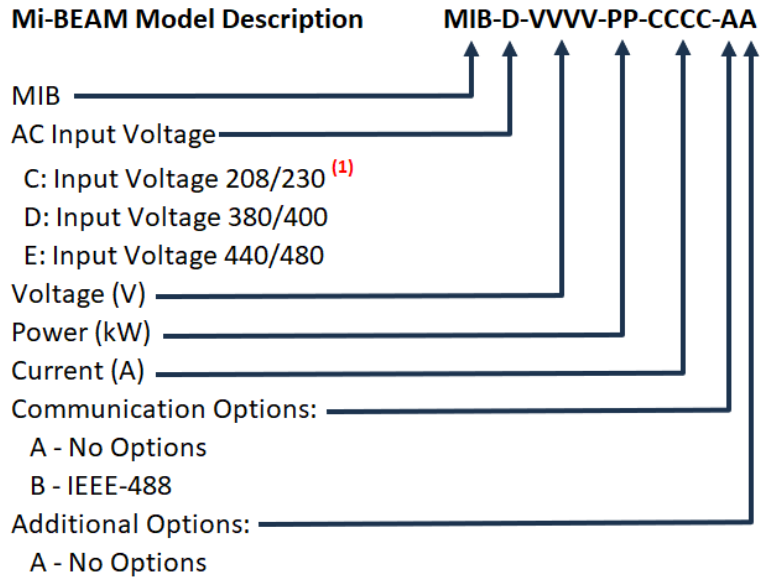 Mi-BEAM Model Description MIB-D-VVVV-PP-CCCC-AA
MIB
AC Input Voltage
C: Input Voltage 208/230 (1)
D: Input Voltage 380/400
E: Input Voltage 440/480
Voltage (V)
Power (kW)
Current (A)
Communication Options:
A - No Options
B - IEEE-488
Additional Options:
A - No Options